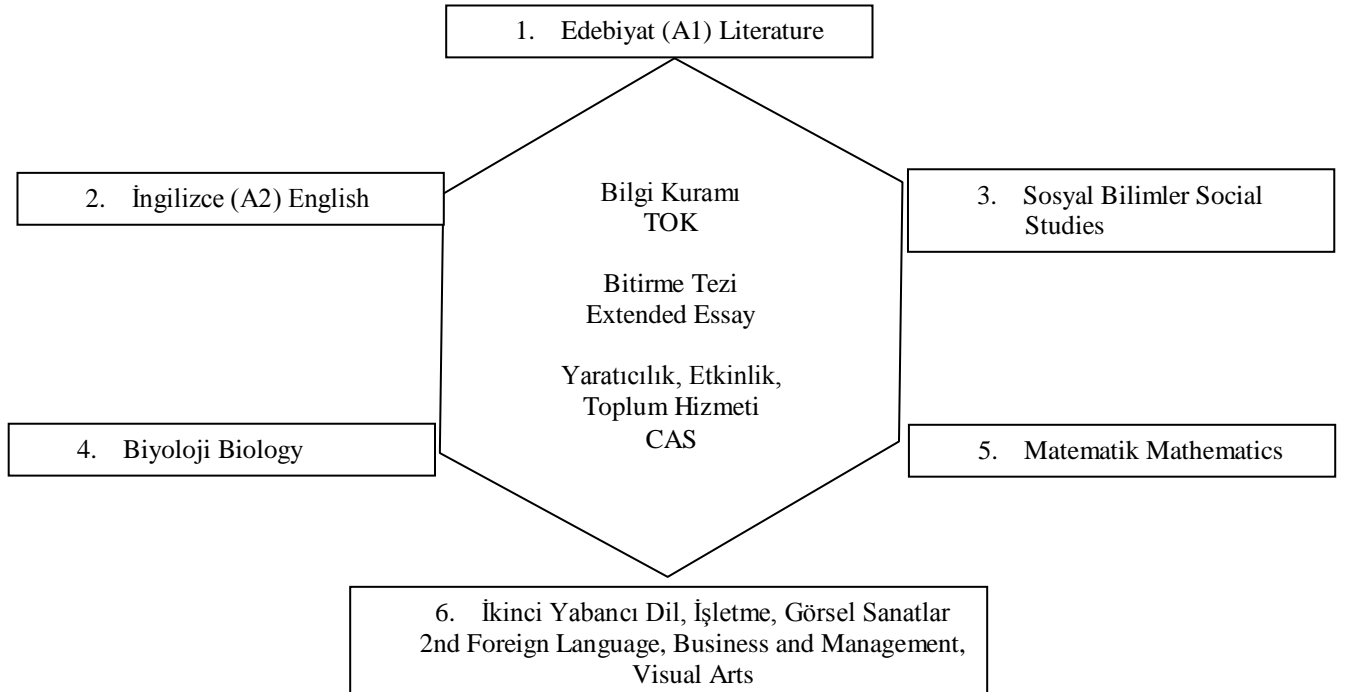 1. Edebiyat (A1) Literature
2. İngilizce (A2) English
Bilgi Kuramı
TOK
3. Sosyal Bilimler Social
Studies
Bitirme Tezi
Extended Essay
Yaratıcılık, Etkinlik,
Toplum Hizmeti
CAS
4. Biyoloji Biology
5. Matematik Mathematics
6. İkinci Yabancı Dil, İşletme, Görsel Sanatlar
2nd Foreign Language, Business and Management,
Visual Arts